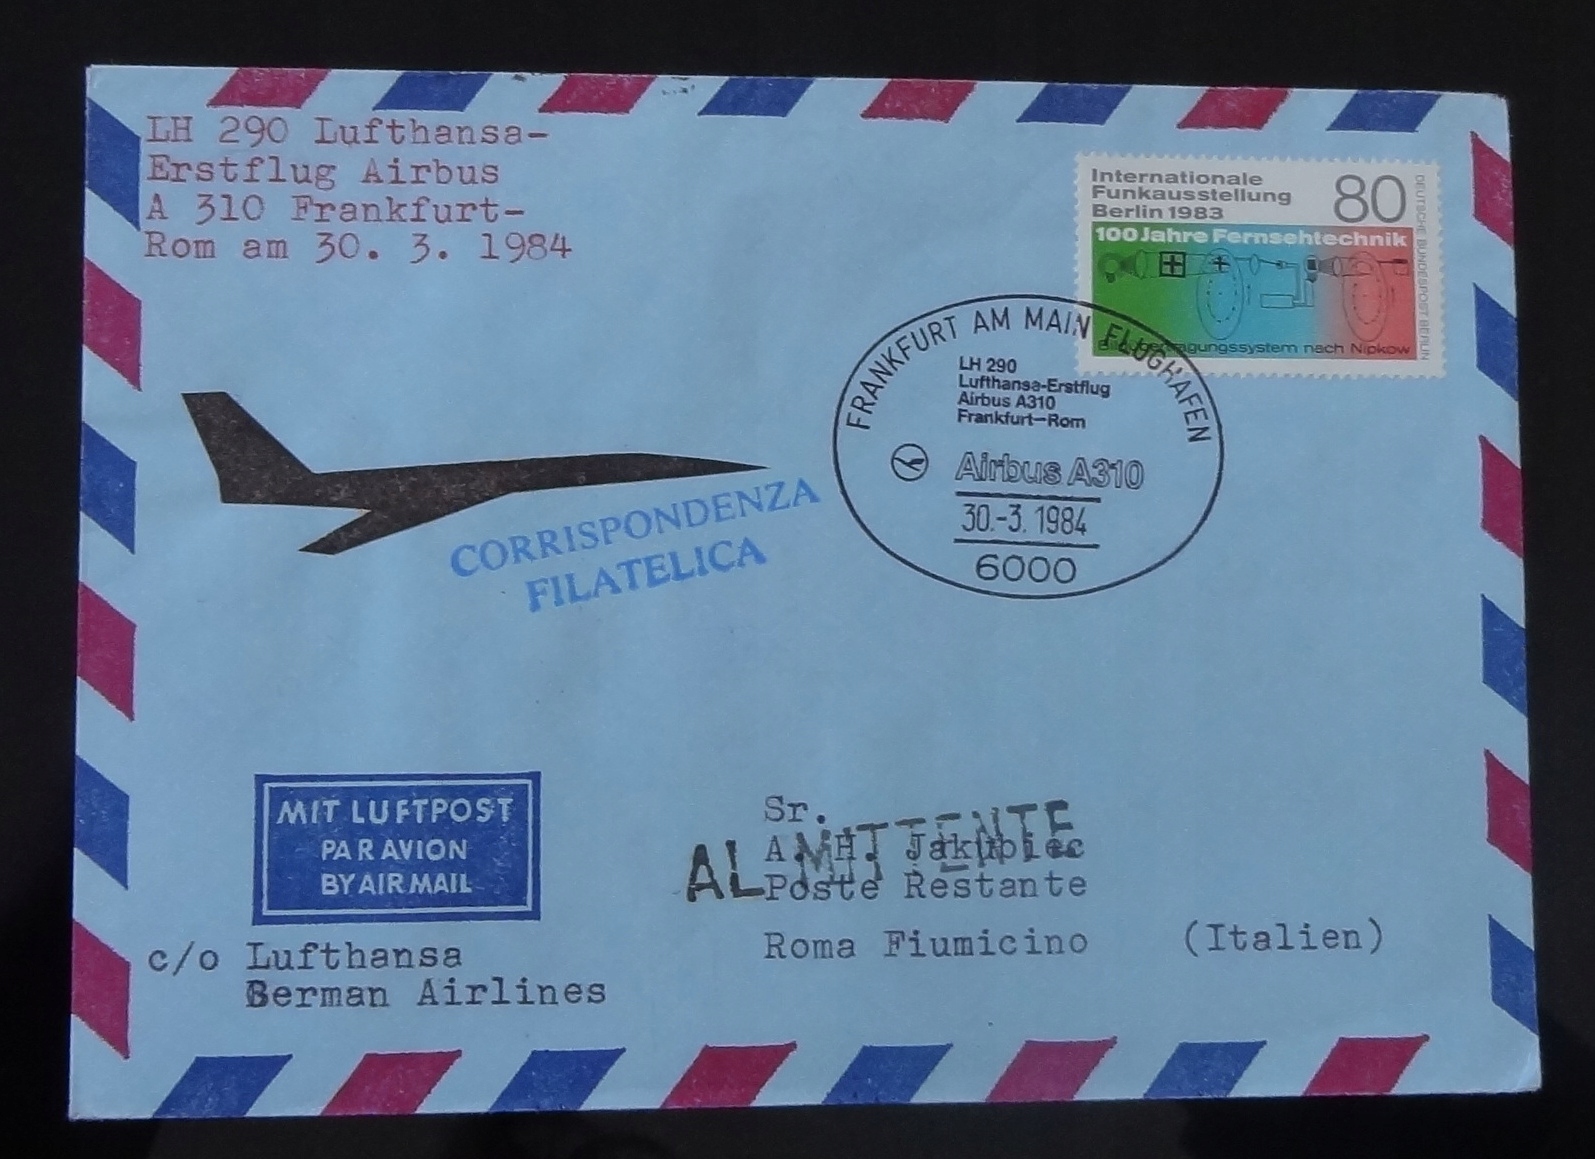 LH 290 Lufthansa-
Erstflug Airbus
A 310 Frankfurt-
Rom am 30. 3. 1984
Internationale
Funkausstellung
Berlin 1983
80
DEUTSCHE BUNDESPOST BERLIN
100 Jahre Fernsehtechnik
nach Nipkow
FRANKFURT AM MAIN FLUGHAFEN
LH 290
Lufthansa-Erstflug
Airbus A310
Frankfurt-Rom
Airbus A310
30.-3. 1984
6000
CORRISPONDENZA
FILATELICA
MIT LUFTPOST
PAR AVION
BY AIR MAIL
c/o Lufthansa
German Airlines
AL MITTENTE
Sr.
A. H. Jakubiec
Poste Restante
Roma Fiumicino (Italien)